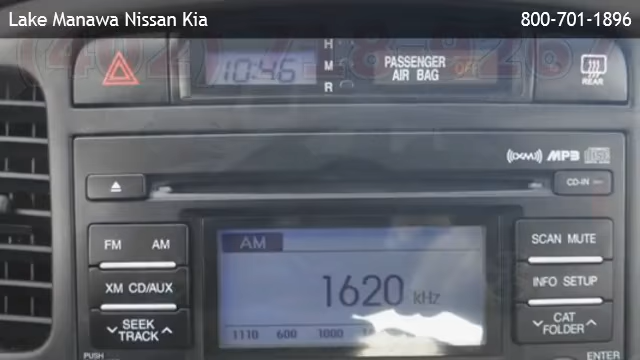 Lake Manawa Nissan Kia 800-701-1896
H
10:46 M PASSENGER AIR BAG OFF
R REAR
XM MP3
CD-IN
FM AM AM SCAN MUTE
1620 kHz
XM CD/AUX INFO SETUP
SEEK TRACK 1110 600 1000 CAT FOLDER
PUSH ENTER